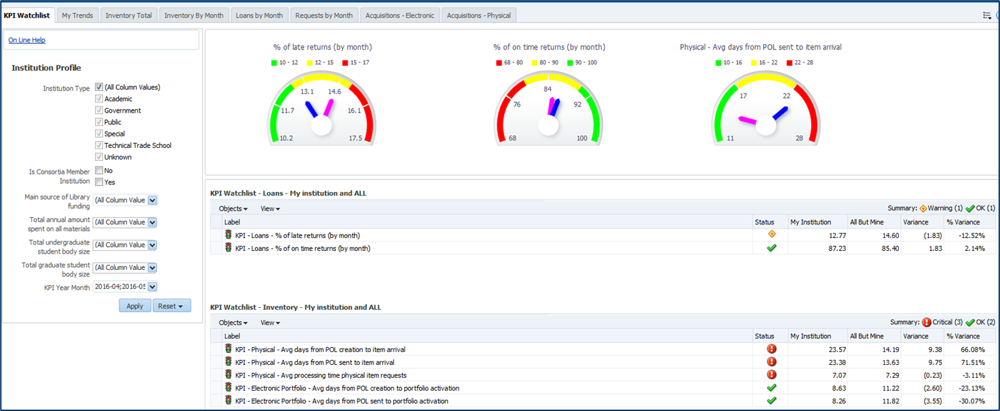 KPI Watchlist My Trends Inventory Total Inventory By Month Loans by Month Requests by Month Acquisitions - Electronic Acquisitions - Physical
On Line Help
Institution Profile
Institution Type (All Column Values)
Academic
Government
Public
Special
Technical Trade School
Unknown
Is Consortia Member Institution
No
Yes
Main source of Library
funding
(All Column Value
Total annual amount
spent on all materials
(All Column Value
Total undergraduate
student body size
(All Column Value
Total graduate student
body size
(All Column Value
KPI Year Month 2016-04;2016-05
Apply Reset
% of late returns (by month)
10 - 12 12 - 15 15 - 17
13.1 14.6
11.7 16.1
10.2 17.5
% of on time returns (by month)
68 - 80 80 - 90 90 - 100
84
76 92
68 100
Physical - Avg days from POL sent to item arrival
10 - 16 16 - 22 22 - 28
17 22
11 28
KPI Watchlist - Loans - My institution and ALL
Objects View Summary: Warning (1) OK (1)
Label Status My Institution All But Mine Variance % Variance
KPI - Loans - % of late returns (by month) 12.77 14.60 (1.83) -12.52%
KPI - Loans - % of on time returns (by month) 87.23 85.40 1.83 2.14%
KPI Watchlist - Inventory - My institution and ALL
Objects View Summary: Critical (3) OK (2)
Label Status My Institution All But Mine Variance % Variance
KPI - Physical - Avg days from POL creation to item arrival 23.57 14.19 9.38 66.08%
KPI - Physical - Avg days from POL sent to item arrival 23.38 13.63 9.75 71.51%
KPI - Physical - Avg processing time physical item requests 7.07 7.29 (0.23) -3.11%
KPI - Electronic Portfolio - Avg days from POL creation to portfolio activation 8.63 11.22 (2.60) -23.13%
KPI - Electronic Portfolio - Avg days from POL sent to portfolio activation 8.26 11.82 (3.55) -30.07%